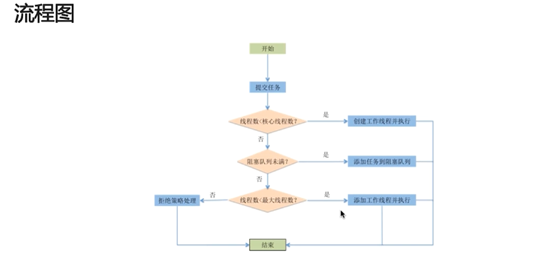 流程图
开始
提交任务
线程数<核心线程数?
是
创建工作线程并执行
否
阻塞队列未满?
是
添加任务到阻塞队列
否
拒绝策略处理
否
线程数<最大线程数?
是
添加工作线程并执行
结束